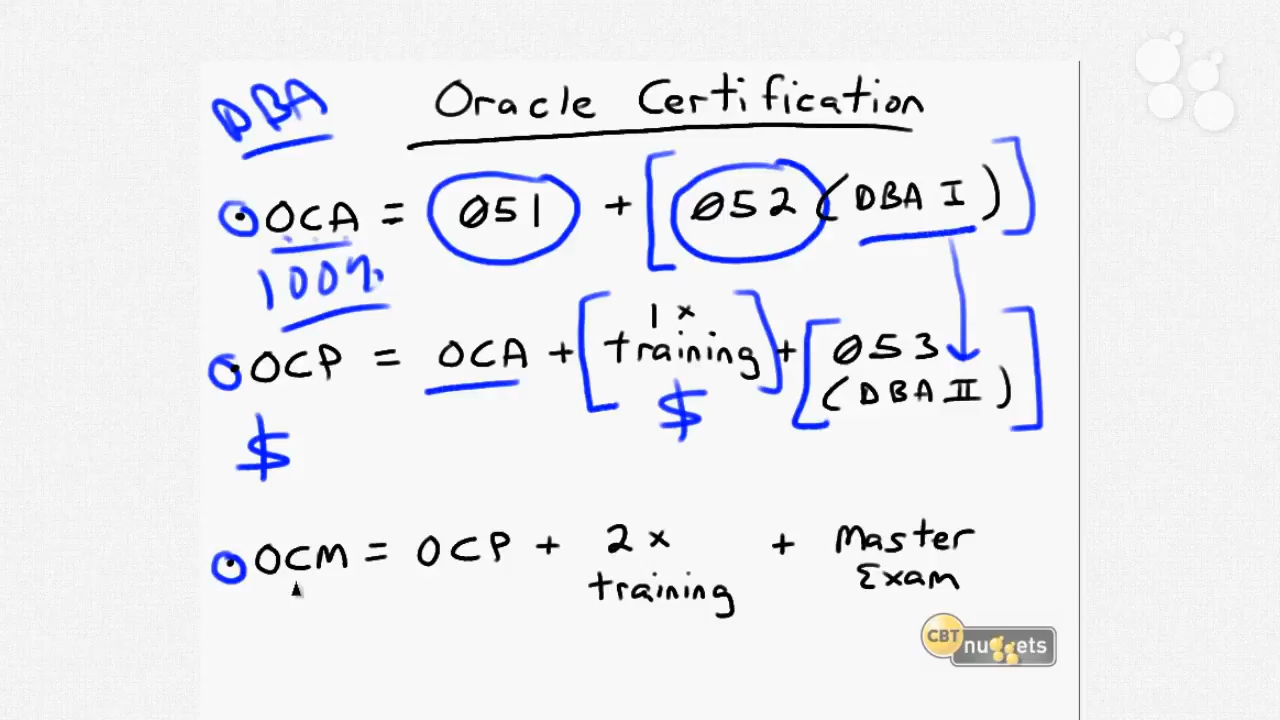 DBA Oracle Certification
• OCA = 051 + [052 (DBA I)]
100%
1 x
• OCP = OCA + [training] + [053
(DBA II)]
$ $
• OCM = OCP + 2 x + Master
training Exam
CBT nuggets